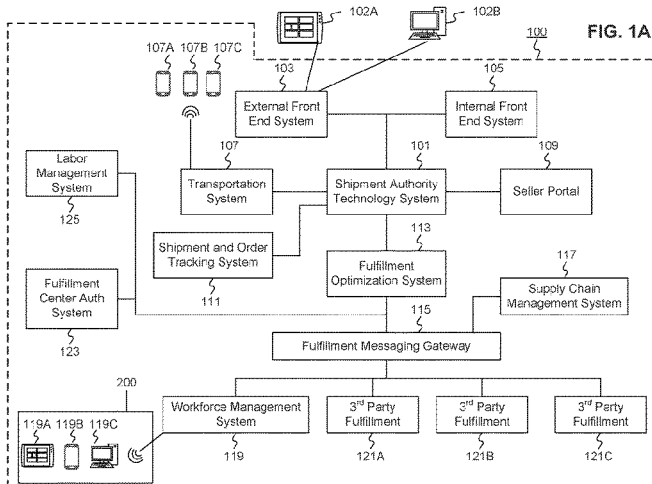 FIG. 1A
102A
102B
100
107A 107B 107C
103
105
External Front
End System
Internal Front
End System
107
101
109
Labor
Management
System
125
Transportation
System
Shipment Authority
Technology System
Seller Portal
113
Shipment and Order
Tracking System
111
Fulfillment
Optimization System
117
Supply Chain
Management System
Fulfillment
Center Auth
System
123
115
Fulfillment Messaging Gateway
200
119A 119B 119C
Workforce Management
System
119
3rd Party
Fulfillment
121A
3rd Party
Fulfillment
121B
3rd Party
Fulfillment
121C